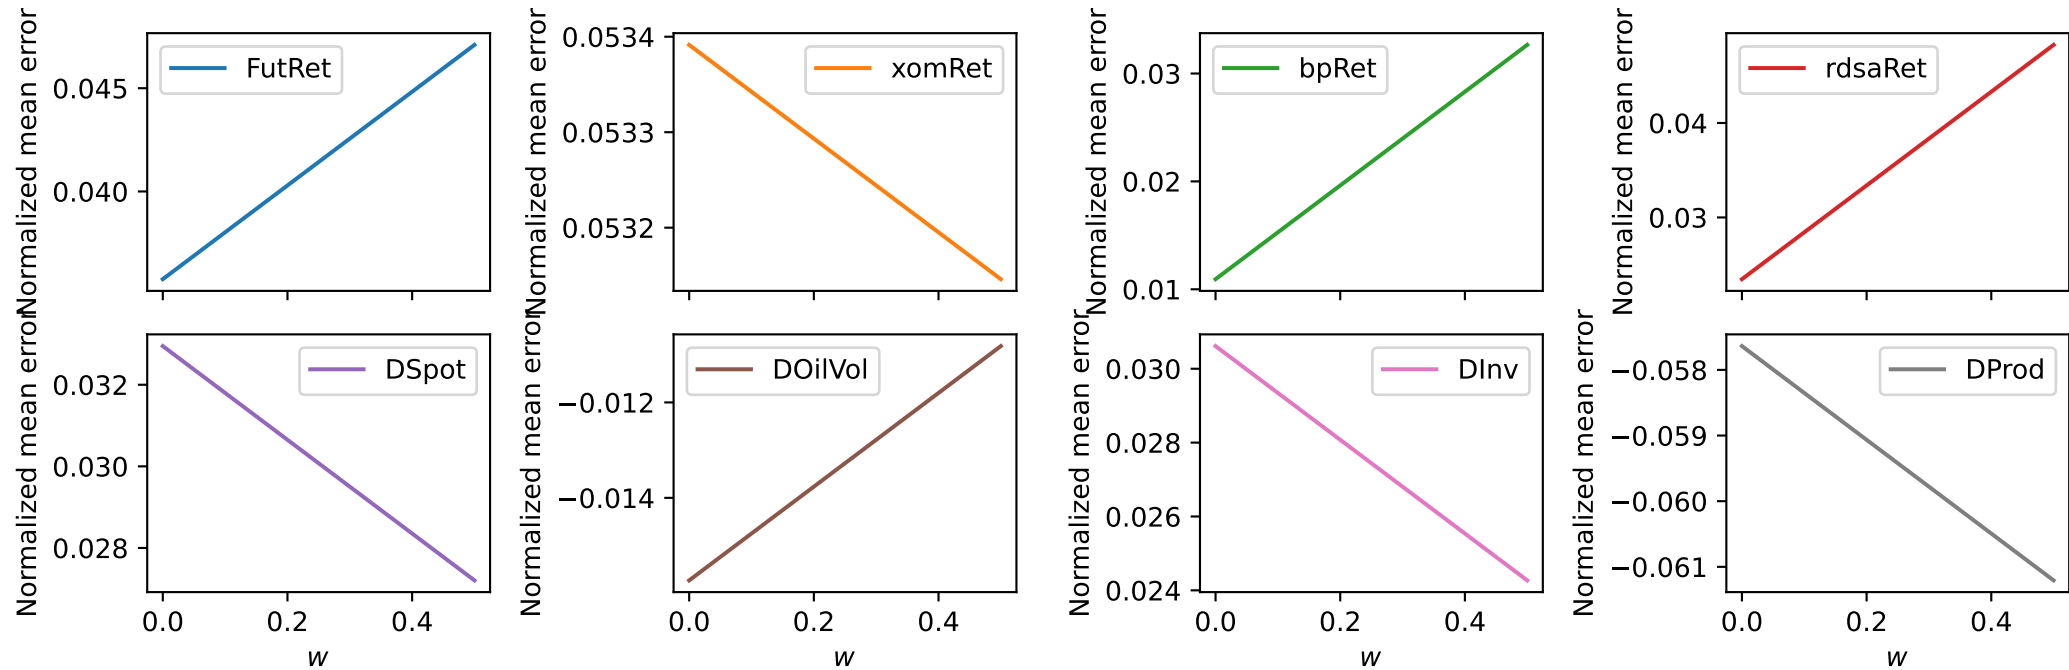 Normalized mean error
0.045
0.040
FutRet
Normalized mean error
0.0534
0.0533
0.0532
xomRet
Normalized mean error
0.03
0.02
0.01
bpRet
Normalized mean error
0.04
0.03
rdsaRet
Normalized mean error
0.032
0.030
0.028
DSpot
0.0 0.2 0.4
w
Normalized mean error
−0.012
−0.014
DOilVol
0.0 0.2 0.4
w
Normalized mean error
0.030
0.028
0.026
0.024
DInv
0.0 0.2 0.4
w
Normalized mean error
−0.058
−0.059
−0.060
−0.061
DProd
0.0 0.2 0.4
w